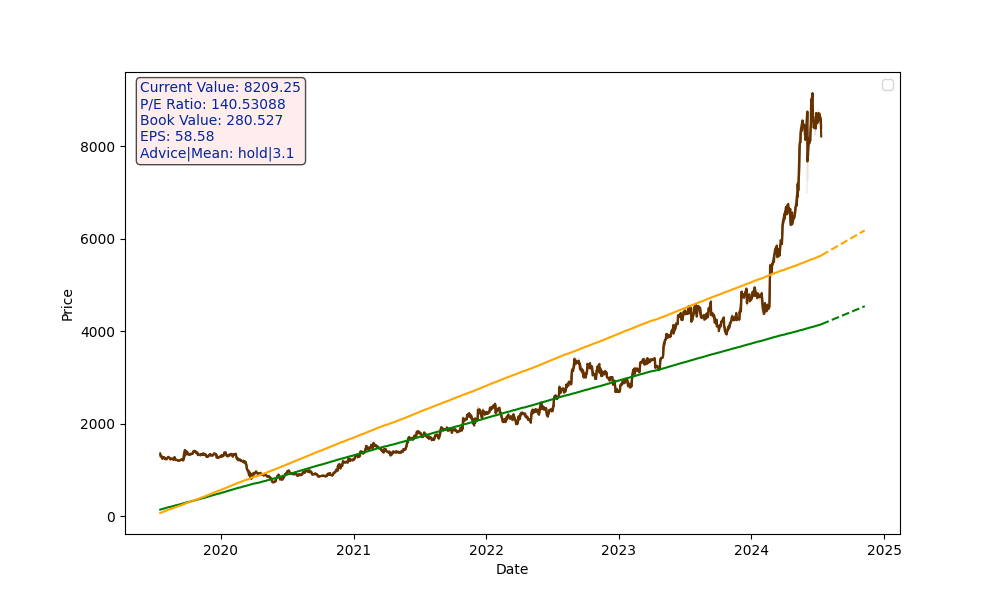 Current Value: 8209.25
P/E Ratio: 140.53088
Book Value: 280.527
EPS: 58.58
Advice|Mean: hold|3.1
8000
6000
4000
2000
0
Price
2020 2021 2022 2023 2024 2025
Date